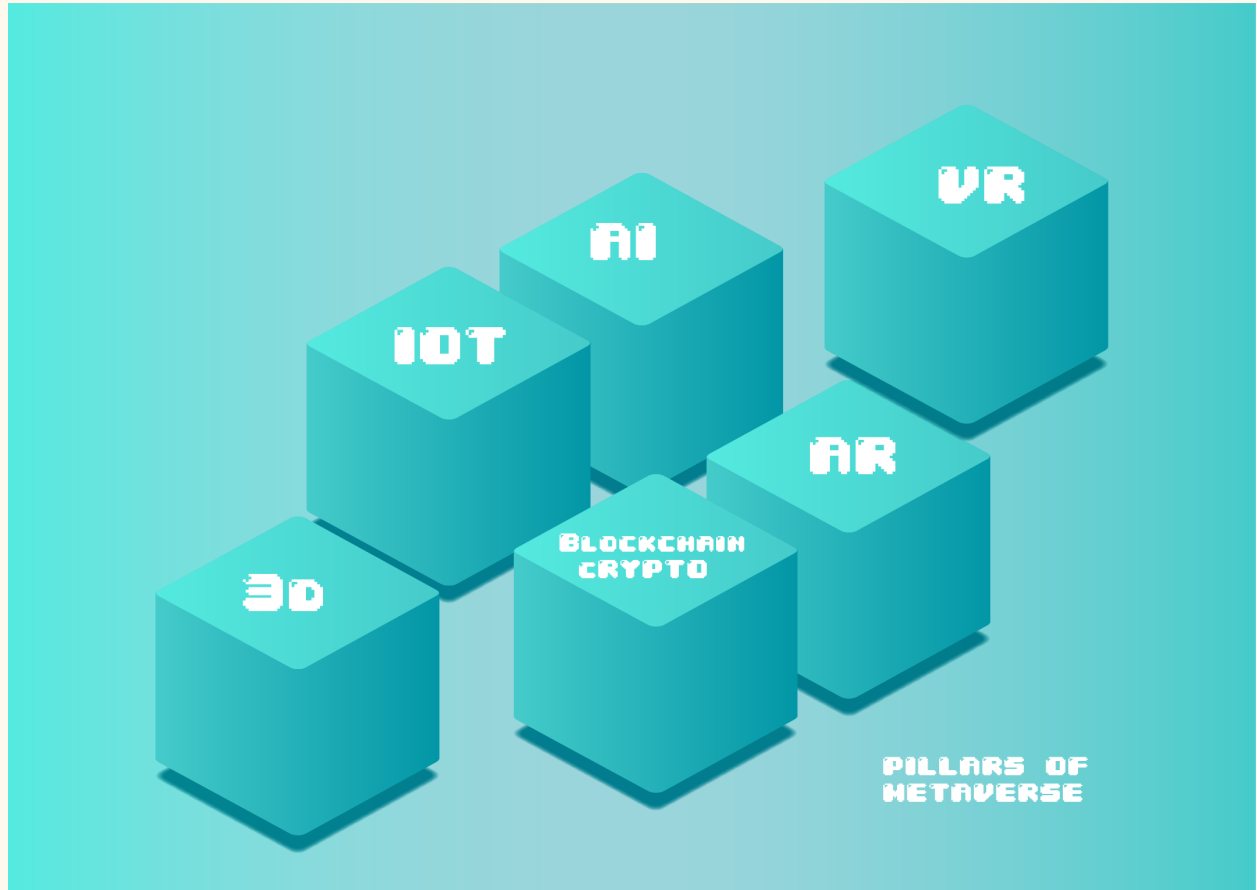 VR
AI
IOT
AR
Blockchain
cRYPTO
3D
PILLARS OF
METAVERSE